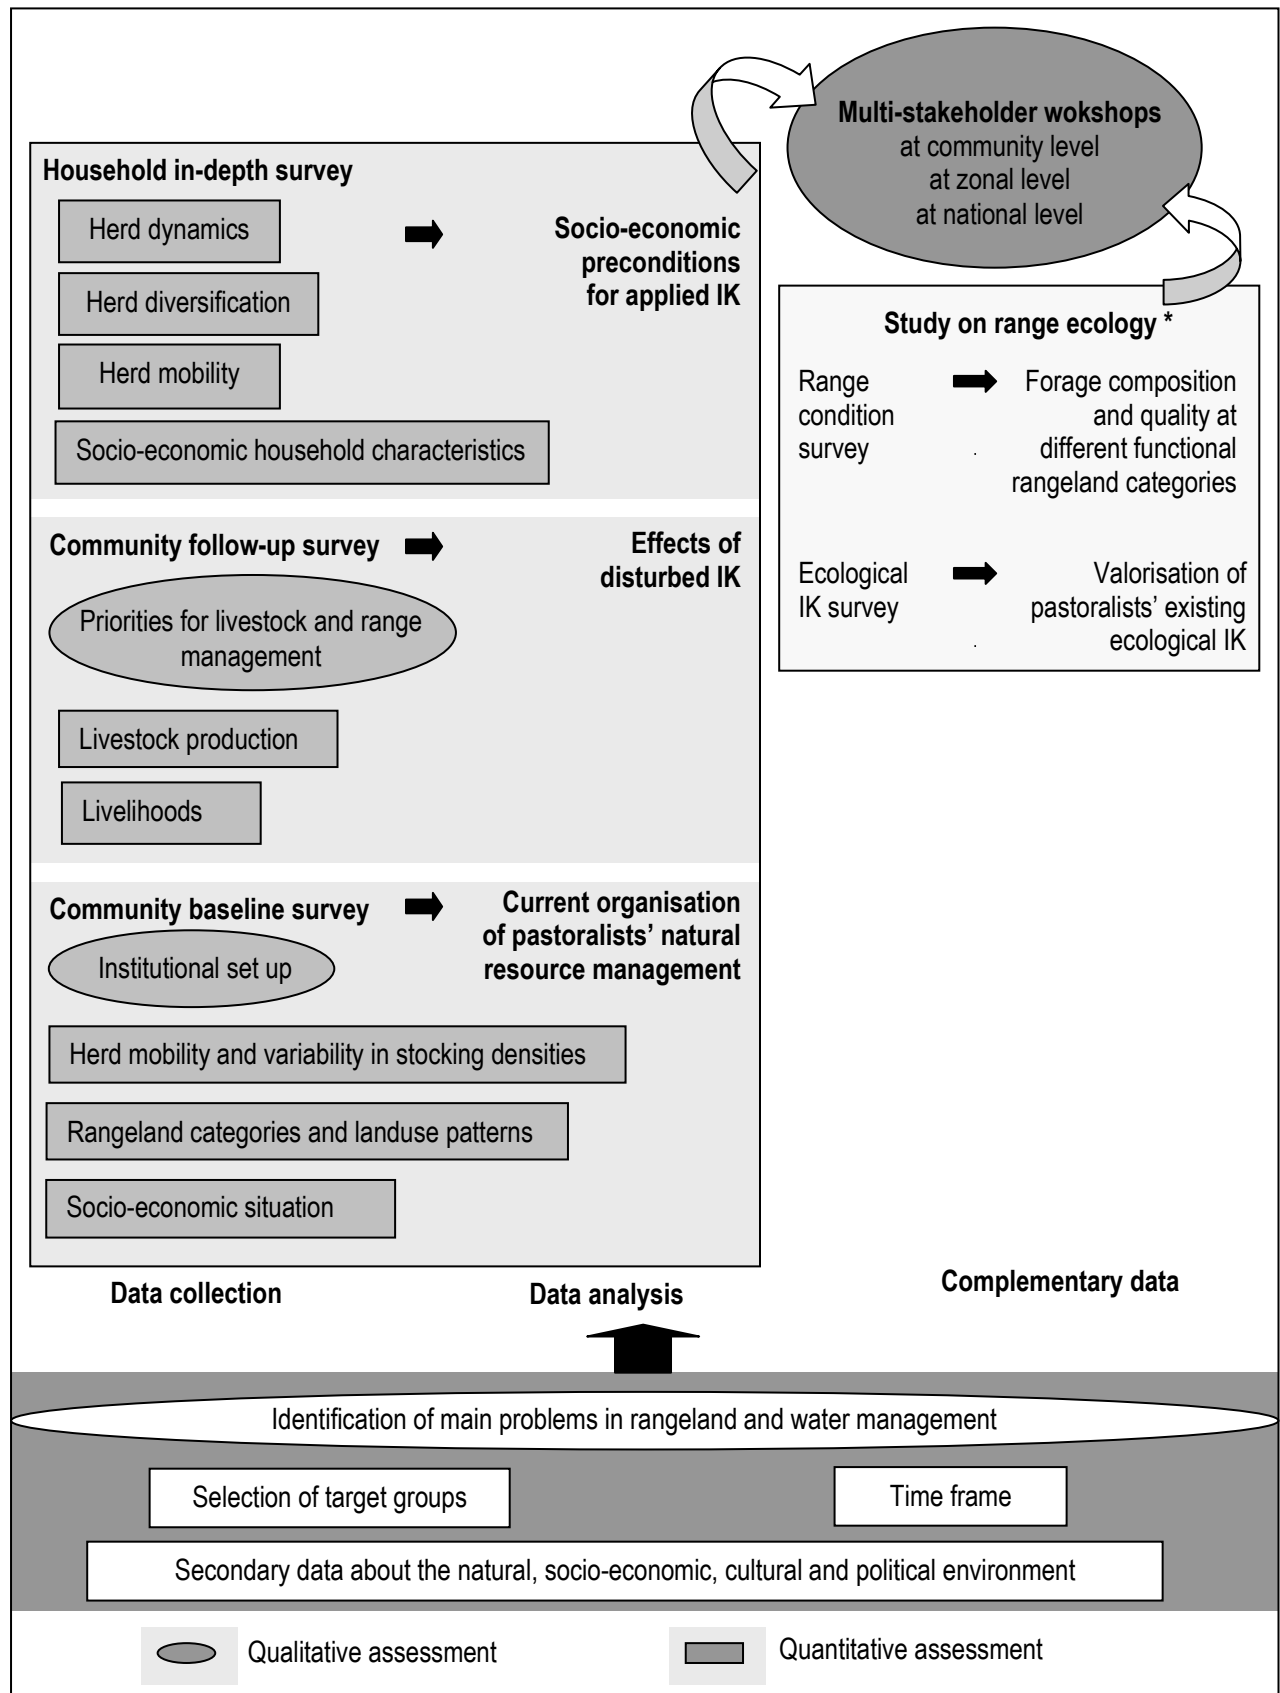 Multi-stakeholder wokshops
at community level
at zonal level
at national level
Household in-depth survey
Herd dynamics
Herd diversification
Herd mobility
Socio-economic household characteristics
Socio-economic
preconditions
for applied IK
Study on range ecology *
Range
condition
survey
Forage composition
and quality at
different functional
rangeland categories
Ecological
IK survey
Valorisation of
pastoralists’ existing
ecological IK
Community follow-up survey
Effects of
disturbed IK
Priorities for livestock and range
management
Livestock production
Livelihoods
Community baseline survey
Current organisation
of pastoralists’ natural
resource management
Institutional set up
Herd mobility and variability in stocking densities
Rangeland categories and landuse patterns
Socio-economic situation
Data collection
Data analysis
Complementary data
Identification of main problems in rangeland and water management
Selection of target groups
Time frame
Secondary data about the natural, socio-economic, cultural and political environment
Qualitative assessment
Quantitative assessment